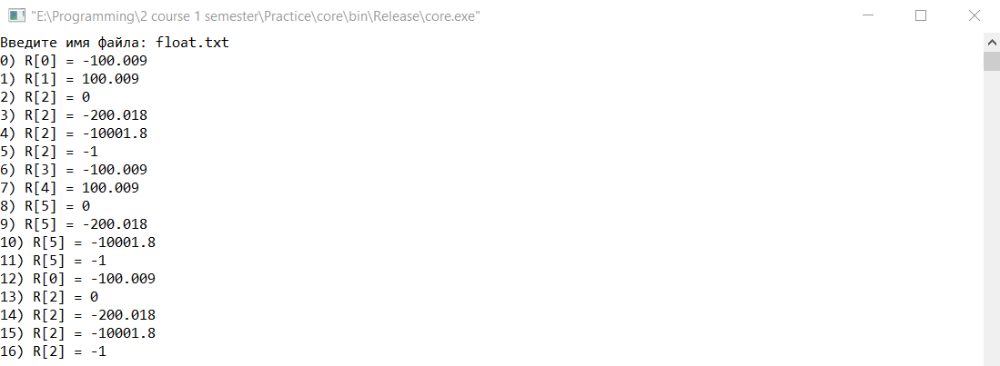 "E:\Programming\2 course 1 semester\Practice\core\bin\Release\core.exe"
Введите имя файла: float.txt
0) R[0] = -100.009
1) R[1] = 100.009
2) R[2] = 0
3) R[2] = -200.018
4) R[2] = -10001.8
5) R[2] = -1
6) R[3] = -100.009
7) R[4] = 100.009
8) R[5] = 0
9) R[5] = -200.018
10) R[5] = -10001.8
11) R[5] = -1
12) R[0] = -100.009
13) R[2] = 0
14) R[2] = -200.018
15) R[2] = -10001.8
16) R[2] = -1